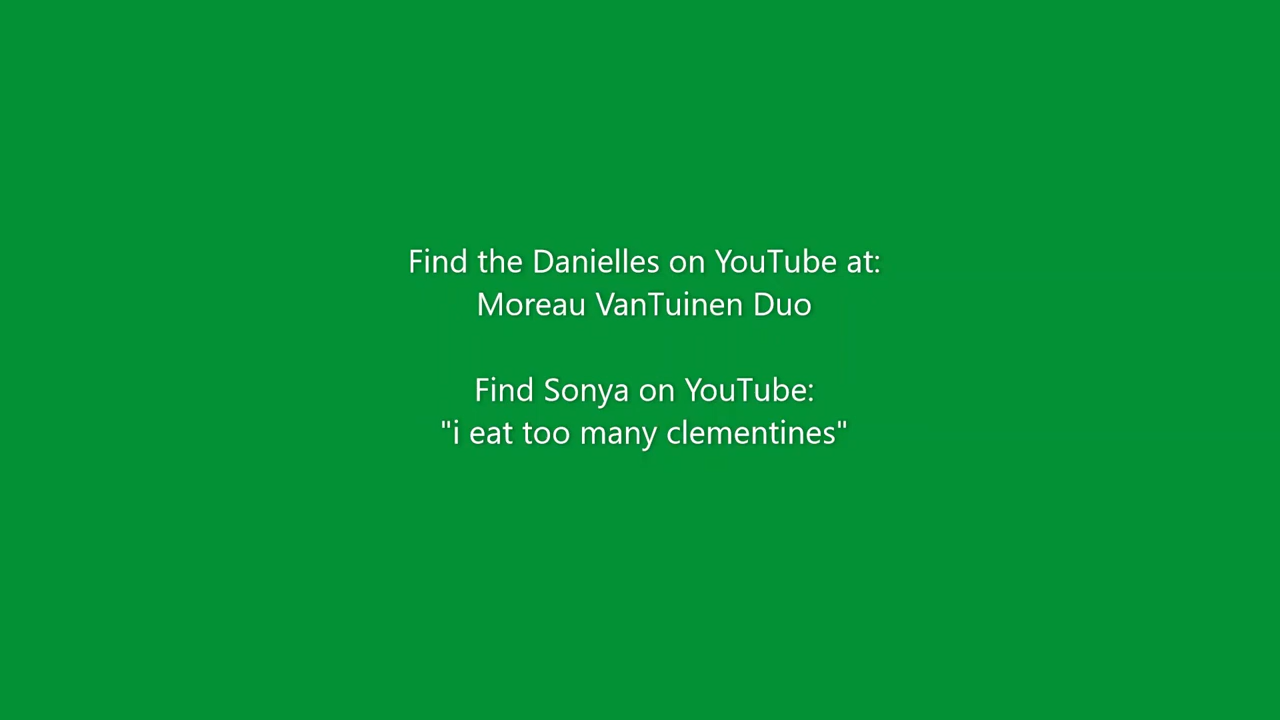 Find the Danielles on YouTube at:
Moreau VanTuinen Duo
Find Sonya on YouTube:
"i eat too many clementines"